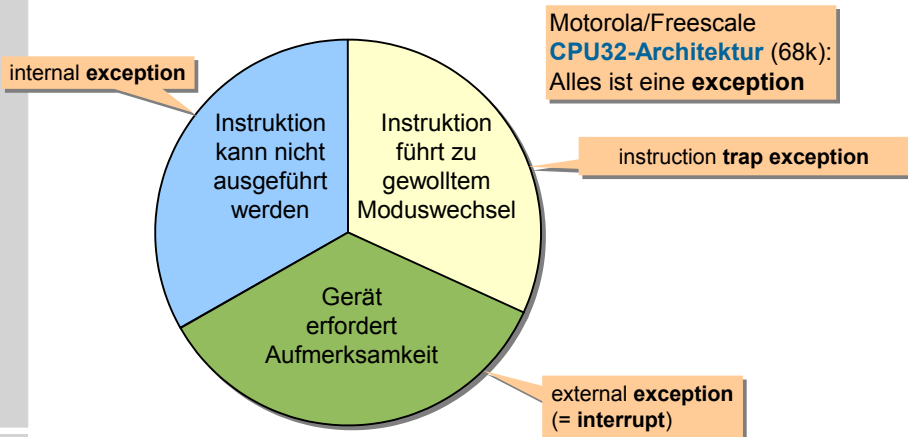 Motorola/Freescale
CPU32-Architektur (68k):
Alles ist eine exception
internal exception
Instruktion
kann nicht
ausgeführt
werden
Instruktion
führt zu
gewolltem
Moduswechsel
instruction trap exception
Gerät
erfordert
Aufmerksamkeit
external exception
(= interrupt)